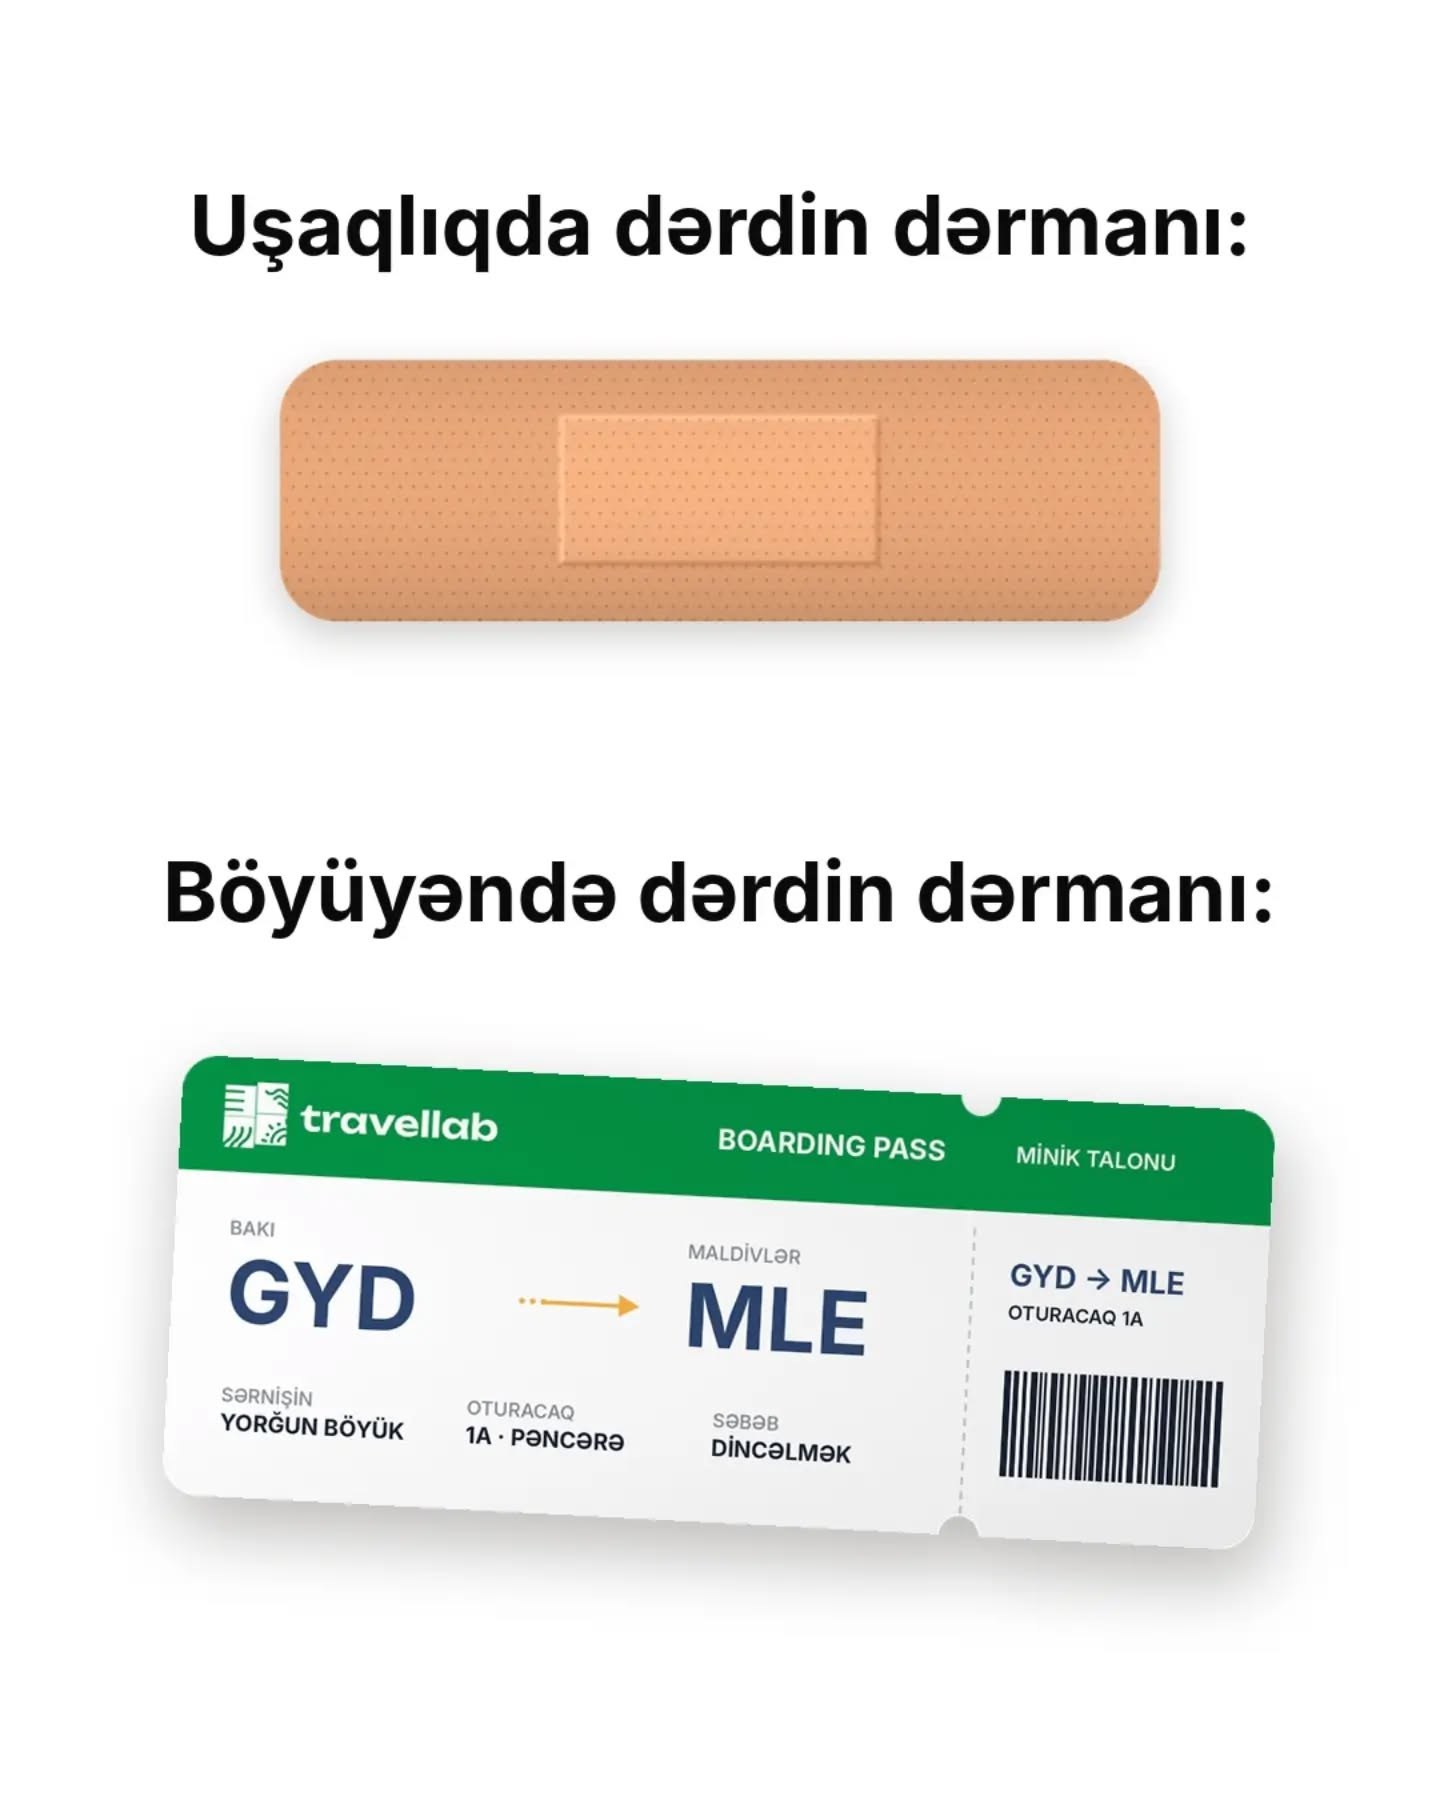 Uşaqlıqda dərdin dərmanı:
Böyüyəndə dərdin dərmanı:
travellab
BOARDING PASS
MİNİK TALONU
BAKI
GYD
MALDİVLƏR
MLE
GYD → MLE
OTURACAQ 1A
SƏRNİŞİN
YORĞUN BÖYÜK
OTURACAQ
1A · PƏNCƏRƏ
SƏBƏB
DİNCƏLMƏK